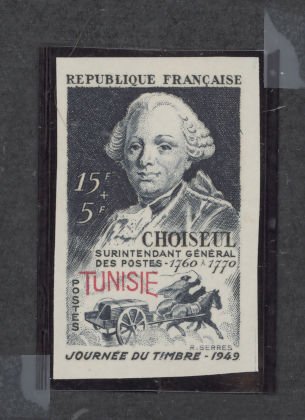 REPUBLIQUE FRANÇAISE
15F
+
5F
CHOISEUL
SURINTENDANT GÉNÉRAL
DES POSTES - 1760 À 1770
TUNISIE
POSTES
R. SERRES
JOURNÉE DU TIMBRE - 1949